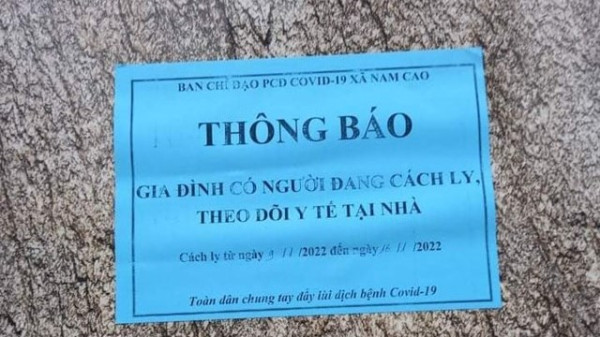 BAN CHỈ ĐẠO PCD COVID-19 XÃ NAM CAO
THÔNG BÁO
GIA ĐÌNH CÓ NGƯỜI ĐANG CÁCH LY,
THEO DÕI Y TẾ TẠI NHÀ
Cách ly từ ngày /2022 đến ngày /2022
Toàn dân chung tay đẩy lùi dịch bệnh Covid-19